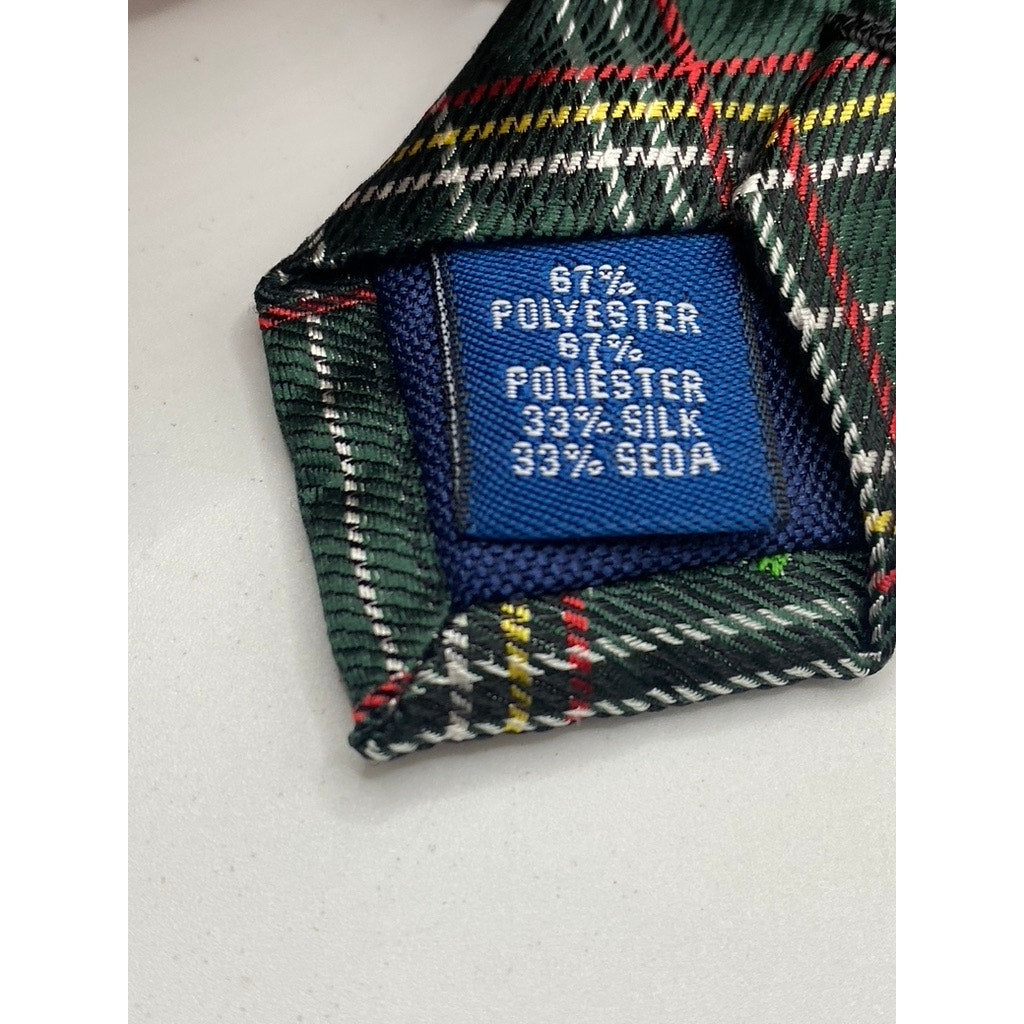 67%
POLYESTER
67%
POLIESTER
33% SILK
33% SEDA